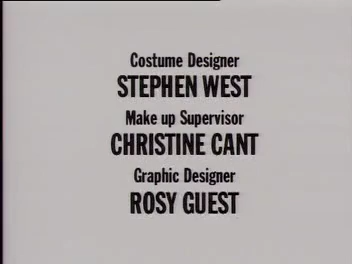 Costume Designer
STEPHEN WEST
Make up Supervisor
CHRISTINE CANT
Graphic Designer
ROSY GUEST